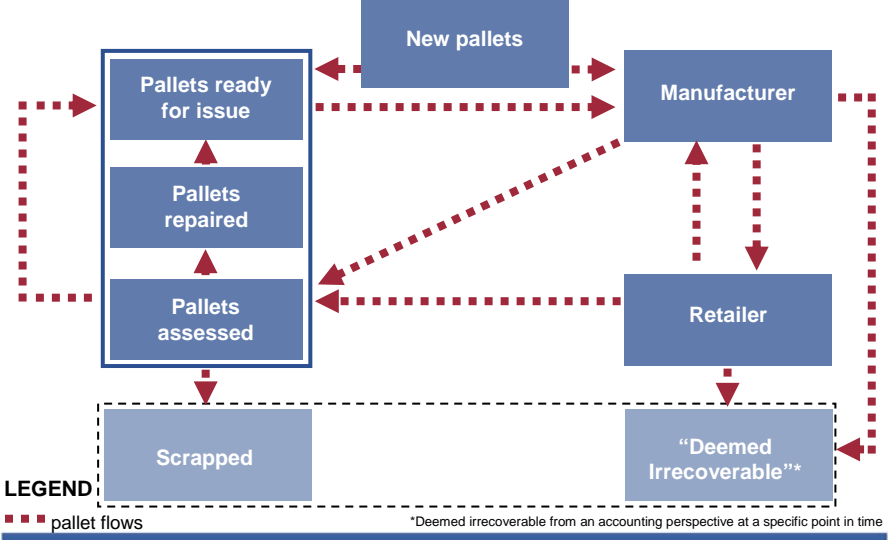 New pallets
Pallets ready
for issue
Manufacturer
Pallets
repaired
Pallets
assessed
Retailer
Scrapped
“Deemed
Irrecoverable”*
LEGEND
pallet flows
*Deemed irrecoverable from an accounting perspective at a specific point in time